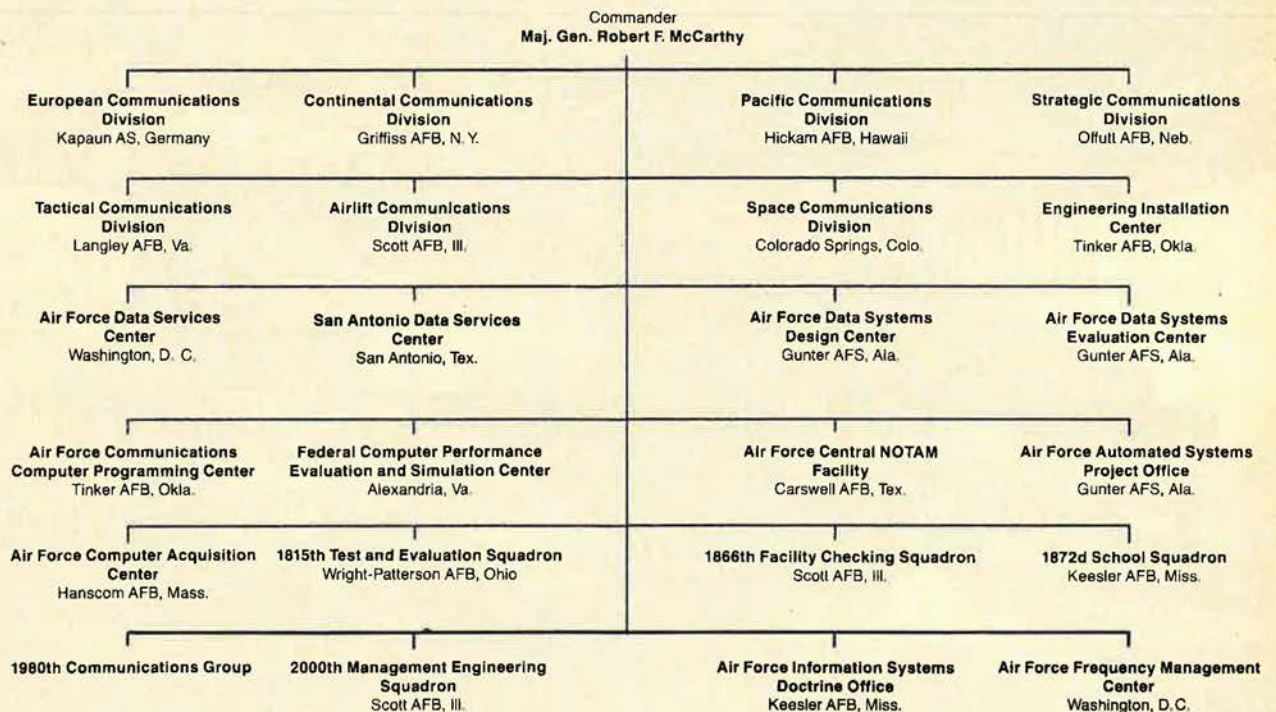 Commander
Maj. Gen. Robert F. McCarthy
European Communications
Division
Kapaun AS, Germany
Continental Communications
Division
Griffiss AFB, N.Y.
Pacific Communications
Division
Hickam AFB, Hawaii
Strategic Communications
Division
Offutt AFB, Neb.
Tactical Communications
Division
Langley AFB, Va.
Airlift Communications
Division
Scott AFB, Ill.
Space Communications
Division
Colorado Springs, Colo.
Engineering Installation
Center
Tinker AFB, Okla.
Air Force Data Services
Center
Washington, D. C.
San Antonio Data Services
Center
San Antonio, Tex.
Air Force Data Systems
Design Center
Gunter AFS, Ala.
Air Force Data Systems
Evaluation Center
Gunter AFS, Ala.
Air Force Communications
Computer Programming Center
Tinker AFB, Okla.
Federal Computer Performance
Evaluation and Simulation Center
Alexandria, Va.
Air Force Central NOTAM
Facility
Carswell AFB, Tex.
Air Force Automated Systems
Project Office
Gunter AFS, Ala.
Air Force Computer Acquisition
Center
Hanscom AFB, Mass.
1815th Test and Evaluation Squadron
Wright-Patterson AFB, Ohio
1866th Facility Checking Squadron
Scott AFB, Ill.
1872d School Squadron
Keesler AFB, Miss.
1980th Communications Group
2000th Management Engineering
Squadron
Scott AFB, Ill.
Air Force Information Systems
Doctrine Office
Keesler AFB, Miss.
Air Force Frequency Management
Center
Washington, D.C.